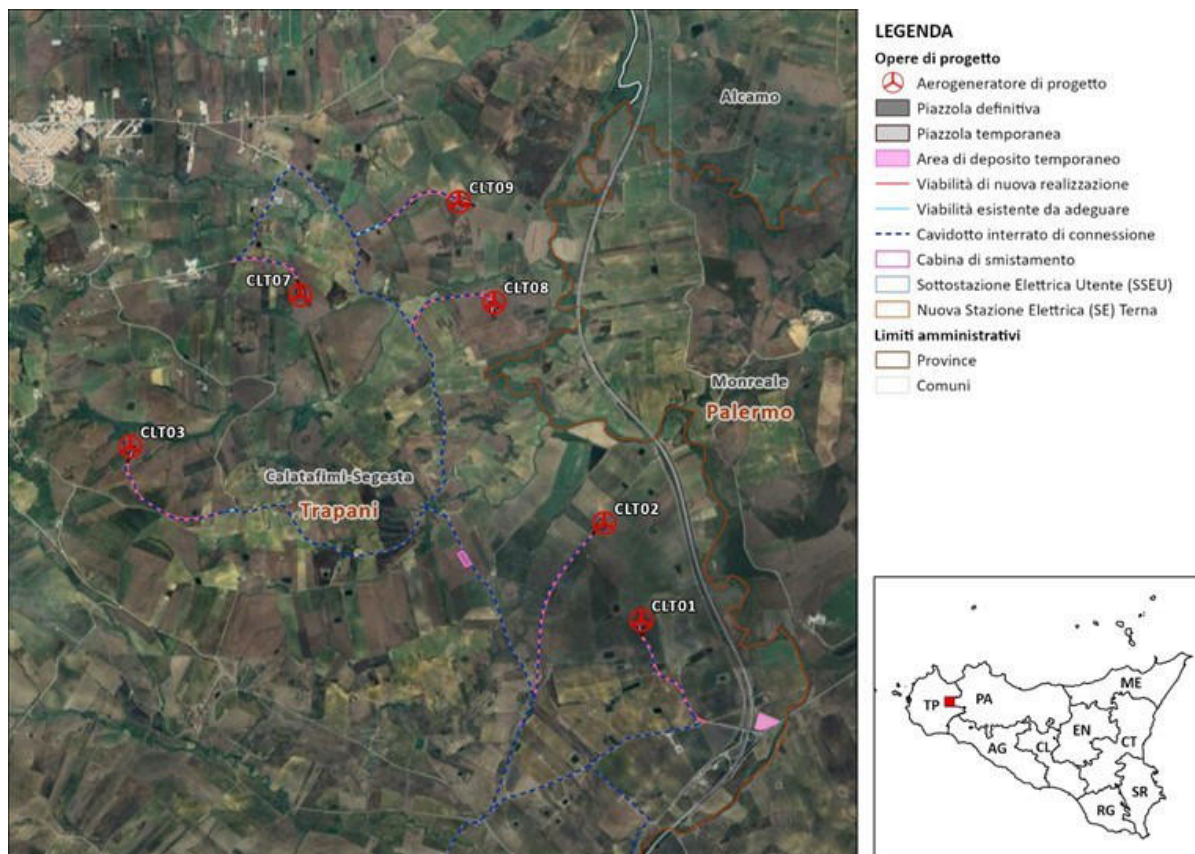 Alcamo
CLT09
CLT07
CLT08
Monreale
Palermo
CLT03
Calatafimi-Segesta
Trapani
CLT02
CLT01
LEGENDA
Opere di progetto
Aerogeneratore di progetto
Piazzola definitiva
Piazzola temporanea
Area di deposito temporaneo
Viabilità di nuova realizzazione
Viabilità esistente da adeguare
Cavidotto interrato di connessione
Cabina di smistamento
Sottostazione Elettrica Utente (SSEU)
Nuova Stazione Elettrica (SE) Terna
Limiti amministrativi
Province
Comuni
ME
TP
PA
EN
CT
AG
CL
SR
RG